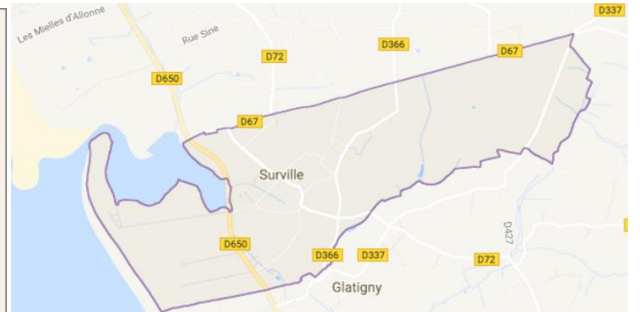 Les Mielles d'Allonne
Rue Sine
D337
D366
D67
D72
D650
D67
Surville
D650
D366
D337
D72
D427
Glatigny